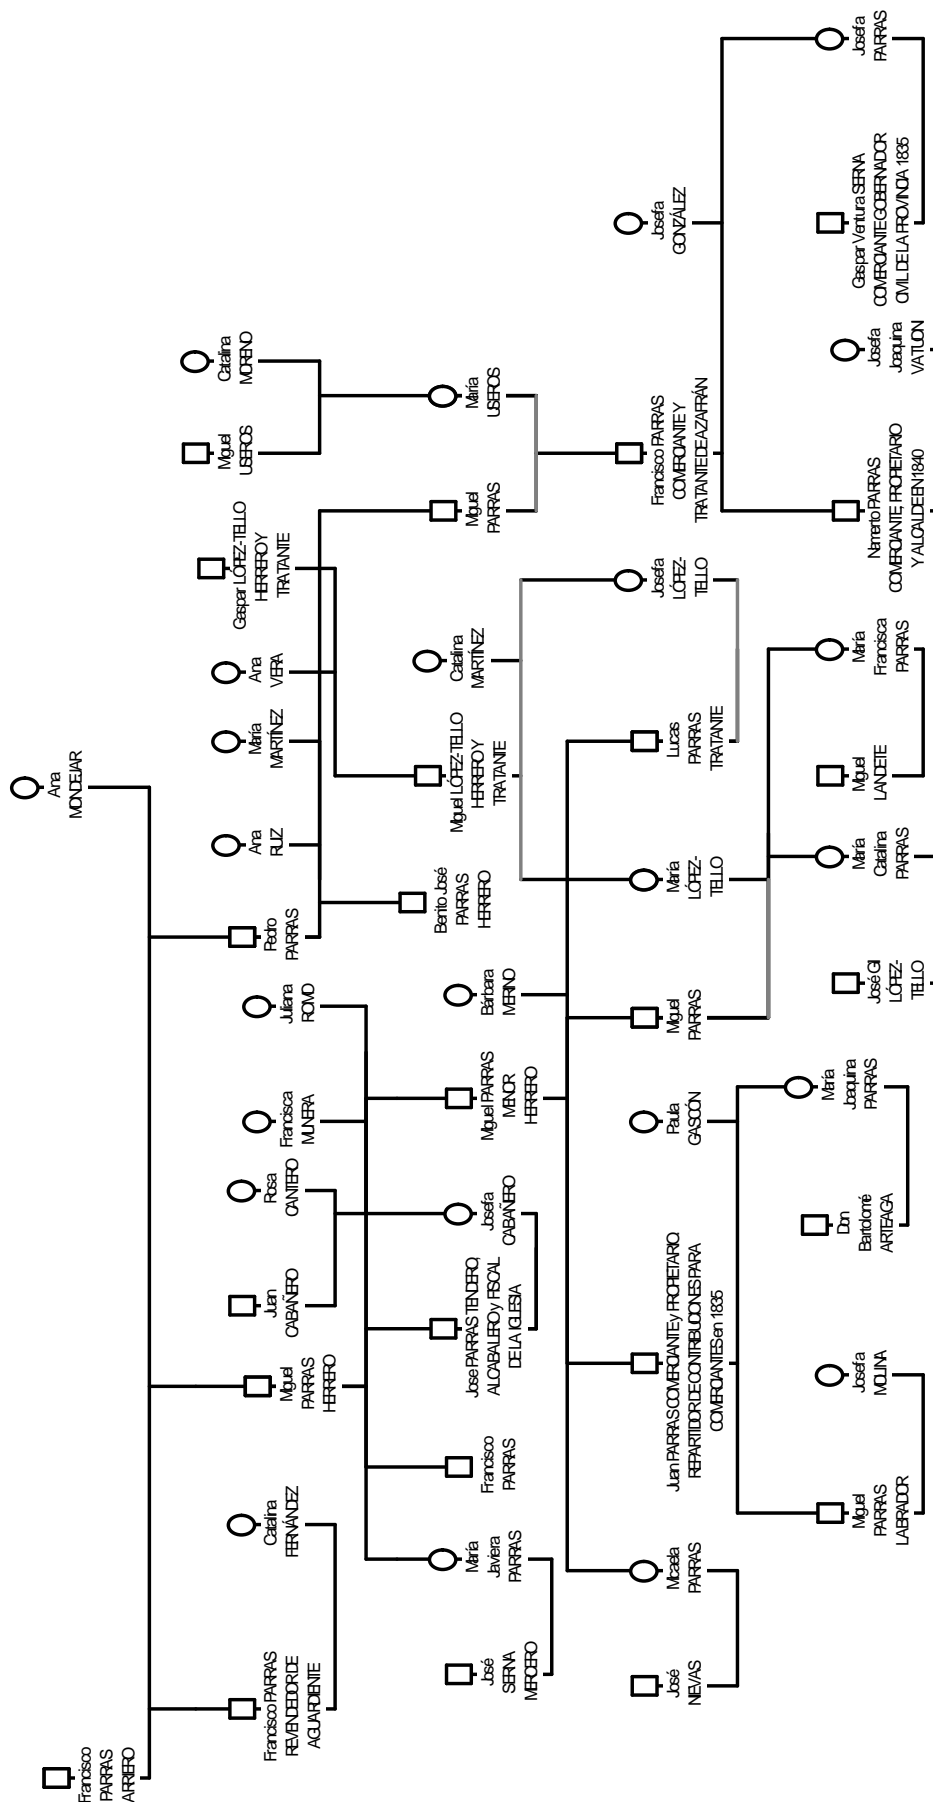 Francisco
PARRAS
ARRIERO
Ana
MONDEJAR
Francisco PARRAS
REVENDEDOR DE
AGUARDIENTE
Catalina
FERNÁNDEZ
Miguel
PARRAS
HERRERO
Juan
CABAÑERO
Rosa
CANTERO
Francisca
MUNERA
Juliana
ROMO
Pedro
PARRAS
Ana
RUIZ
María
MARTÍNEZ
Ana
VERA
Gaspar LÓPEZ-TELLO
HERRERO Y
TRATANTE
Miguel
USEROS
Catalina
MORENO
José
SERNA
MERCERO
María
Javiera
PARRAS
Francisco
PARRAS
Jose PARRAS TENDERO,
ALCABALERO y FISCAL
DE LA IGLESIA
Josefa
CABAÑERO
Miguel PARRAS
MENOR
HERRERO
Bárbara
MERINO
Benito José
PARRAS
HERRERO
Miguel LÓPEZ-TELLO
HERRERO Y
TRATANTE
Catalina
MARTÍNEZ
Miguel
PARRAS
María
USEROS
José
NIEVAS
Micaela
PARRAS
Juan PARRAS COMERCIANTE y PROPIETARIO,
REPARTIDOR DE CONTRIBUCIONES PARA
COMERCIANTES en 1835
Paula
GASCÓN
Miguel
PARRAS
María
LÓPEZ-
TELLO
Lucas
PARRAS
TRATANTE
Josefa
LÓPEZ-
TELLO
Francisco PARRAS
COMERCIANTE Y
TRATANTE DE AZAFRÁN
Josefa
GONZÁLEZ
Miguel
PARRAS
LABRADOR
Josefa
MOLINA
Don
Bartolomé
ARTEAGA
María
Joaquina
PARRAS
José Gil
LÓPEZ-
TELLO
María
Catalina
PARRAS
Miguel
LANDETE
María
Francisca
PARRAS
Namerto PARRAS
COMERCIANTE, PROPIETARIO
Y ALCALDE EN 1840
Josefa
Joaquina
Gaspar Ventura SERNA
COMERCIANTE GOBERNADOR
CIVIL DE LA PROVINCIA 1835
Josefa
PARRAS